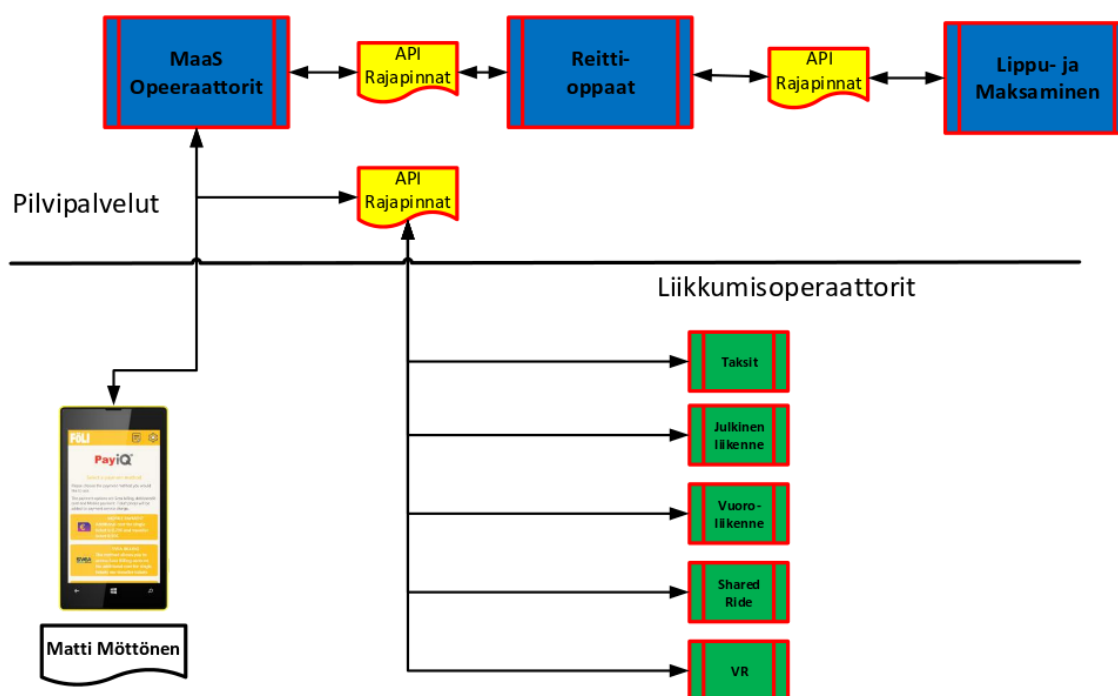 MaaS
Opeeraattorit
API
Rajapinnat
Reitti-
oppaat
API
Rajapinnat
Lippu- ja
Maksaminen
API
Rajapinnat
Pilvipalvelut
Liikkumisoperaattorit
Taksit
Julkinen
liikenne
Vuoro-
liikenne
Shared
Ride
VR
FöLI
PayiQ
Matti Möttönen